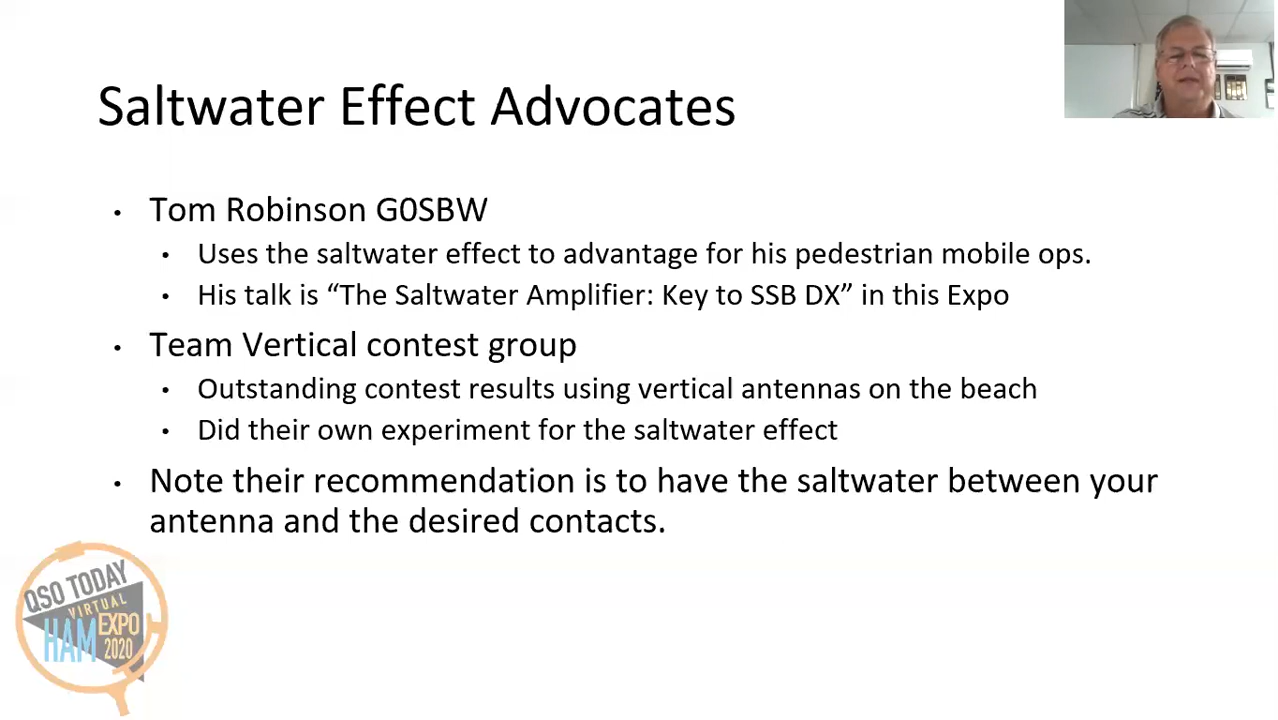 Saltwater Effect Advocates
• Tom Robinson G0SBW
• Uses the saltwater effect to advantage for his pedestrian mobile ops.
• His talk is “The Saltwater Amplifier: Key to SSB DX” in this Expo
• Team Vertical contest group
• Outstanding contest results using vertical antennas on the beach
• Did their own experiment for the saltwater effect
• Note their recommendation is to have the saltwater between your
antenna and the desired contacts.
QSO TODAY
VIRTUAL
HAM EXPO
2020